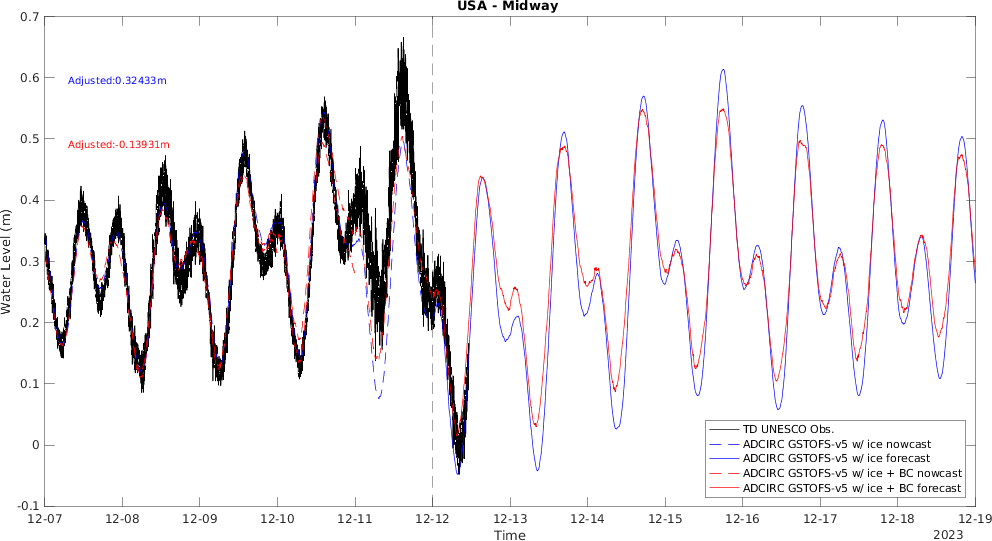 USA - Midway
0.7
0.6
0.5
0.4
0.3
0.2
0.1
0
-0.1
Water Level (m)
Adjusted:0.32433m
Adjusted:-0.13931m
TD UNESCO Obs.
ADCIRC GSTOFS-v5 w/ ice nowcast
ADCIRC GSTOFS-v5 w/ ice forecast
ADCIRC GSTOFS-v5 w/ ice + BC nowcast
ADCIRC GSTOFS-v5 w/ ice + BC forecast
12-07 12-08 12-09 12-10 12-11 12-12 12-13 12-14 12-15 12-16 12-17 12-18 12-19
Time
2023